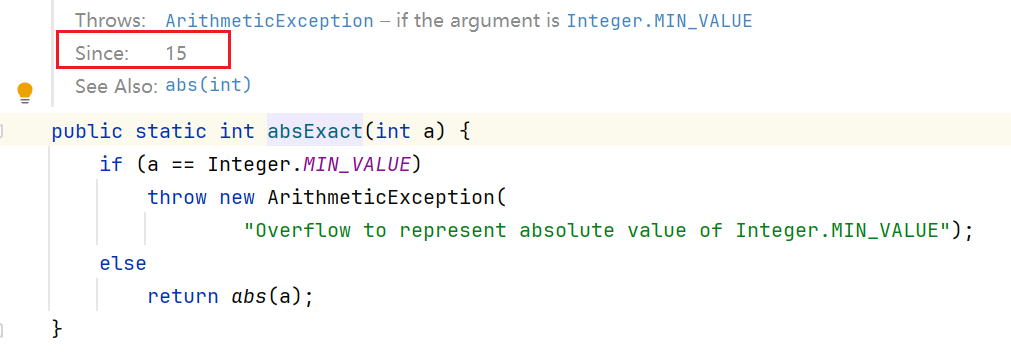 Throws: ArithmeticException – if the argument is Integer.MIN_VALUE
Since: 15
See Also: abs(int)
public static int absExact(int a) {
if (a == Integer.MIN_VALUE)
throw new ArithmeticException(
"Overflow to represent absolute value of Integer.MIN_VALUE");
else
return abs(a);
}